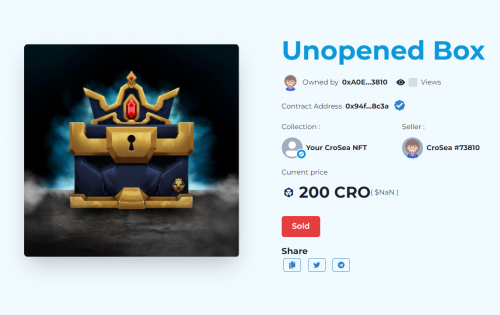 Unopened Box
Owned by 0xA0E...3810 Views
Contract Address 0x94f...8c3a
Collection : Seller :
Your CroSea NFT CroSea #73810
Current price
200 CRO ( $NaN )
Sold
Share